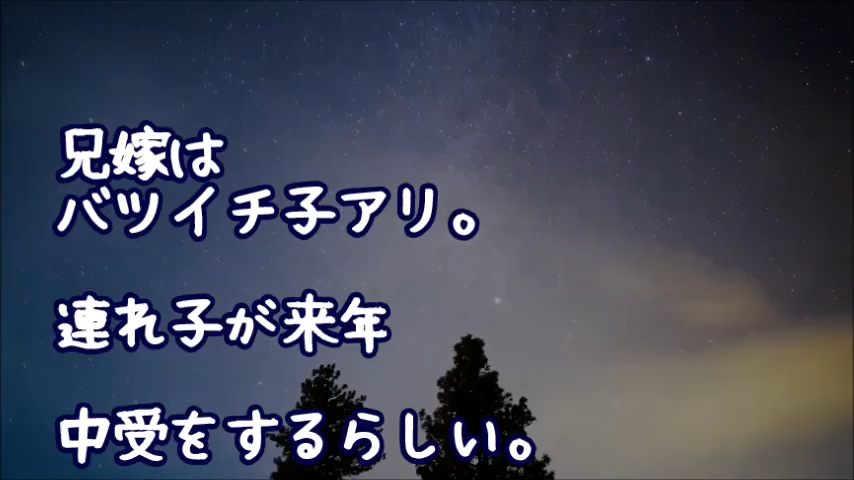 兄嫁は
バツイチ子アリ。
連れ子が来年
中受をするらしい。